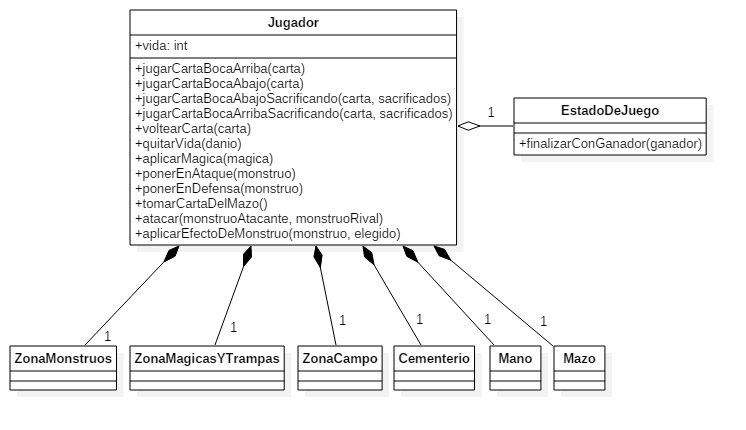 Jugador
+vida: int
+jugarCartaBocaArriba(carta)
+jugarCartaBocaAbajo(carta)
+jugarCartaBocaAbajoSacrificando(carta, sacrificados)
+jugarCartaBocaArribaSacrificando(carta, sacrificados)
+voltearCarta(carta)
+quitarVida(danio)
+aplicarMagica(magica)
+ponerEnAtaque(monstruo)
+ponerEnDefensa(monstruo)
+tomarCartaDelMazo()
+atacar(monstruoAtacante, monstruoRival)
+aplicarEfectoDeMonstruo(monstruo, elegido)
1
EstadoDeJuego
+finalizarConGanador(ganador)
1
1
1
1
1
1
ZonaMonstruos
ZonaMagicasYTrampas
ZonaCampo
Cementerio
Mano
Mazo